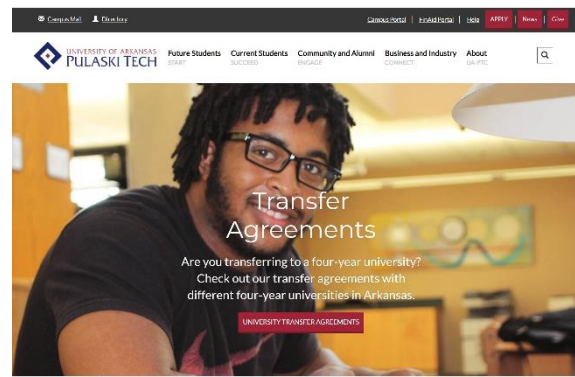 Campus Mail Directory Campus Portal FinAid Portal Help APPLY News Give
UNIVERSITY OF ARKANSAS
PULASKI TECH
Future Students Current Students Community and Alumni Business and Industry About
START SUCCEED ENGAGE CONNECT UA-PTC
Transfer
Agreements
Are you transferring to a four-year university?
Check out our transfer agreements with
different four-year universities in Arkansas.
UNIVERSITY TRANSFER AGREEMENTS